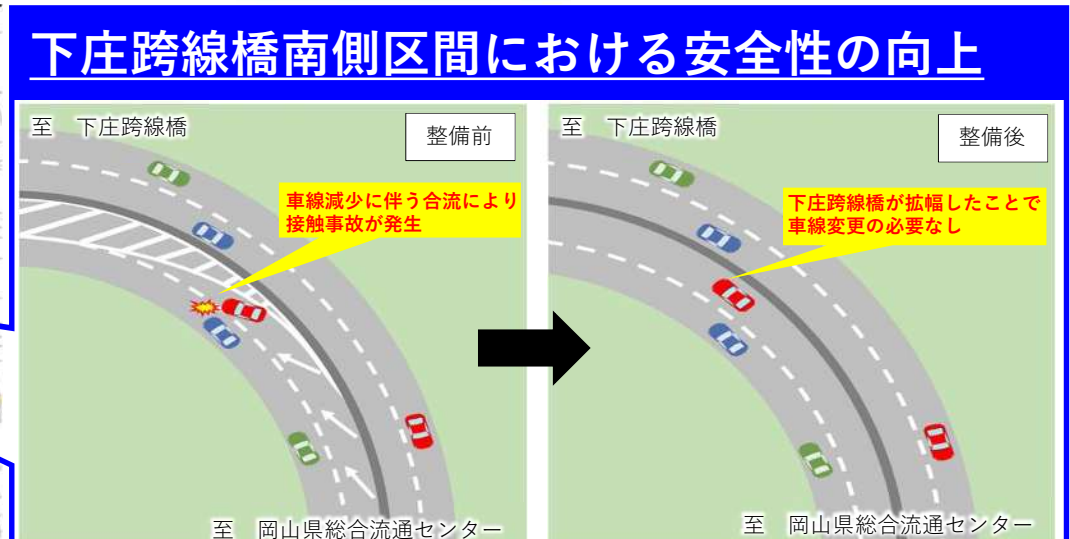 下庄跨線橋南側区間における安全性の向上
至　下庄跨線橋
整備前
車線減少に伴う合流により
接触事故が発生
至　岡山県総合流通センター
至　下庄跨線橋
整備後
下庄跨線橋が拡幅したことで
車線変更の必要なし
至　岡山県総合流通センター